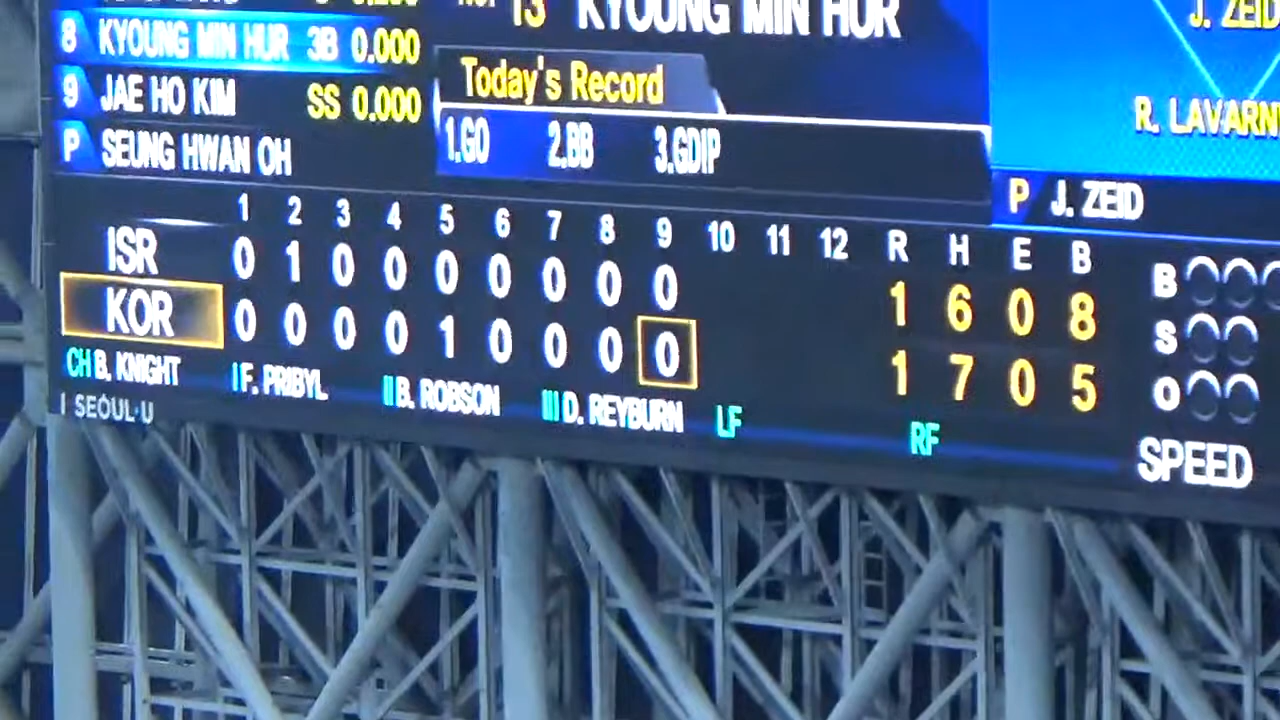 13 KYOUNG MIN HUR
8 KYOUNG MIN HUR 3B 0.000
9 JAE HO KIM SS 0.000
P SEUNG HWAN OH
Today's Record
1.GO 2.BB 3.GDIP
J. ZEID
R. LAVARN
P J. ZEID
1 2 3 4 5 6 7 8 9 10 11 12 R H E B
ISR 0 1 0 0 0 0 0 0 0 1 6 0 8
KOR 0 0 0 0 1 0 0 0 0 1 7 0 5
CH B. KNIGHT I F. PRIBYL II B. ROBSON III D. REYBURN LF RF
B
S
O
SPEED